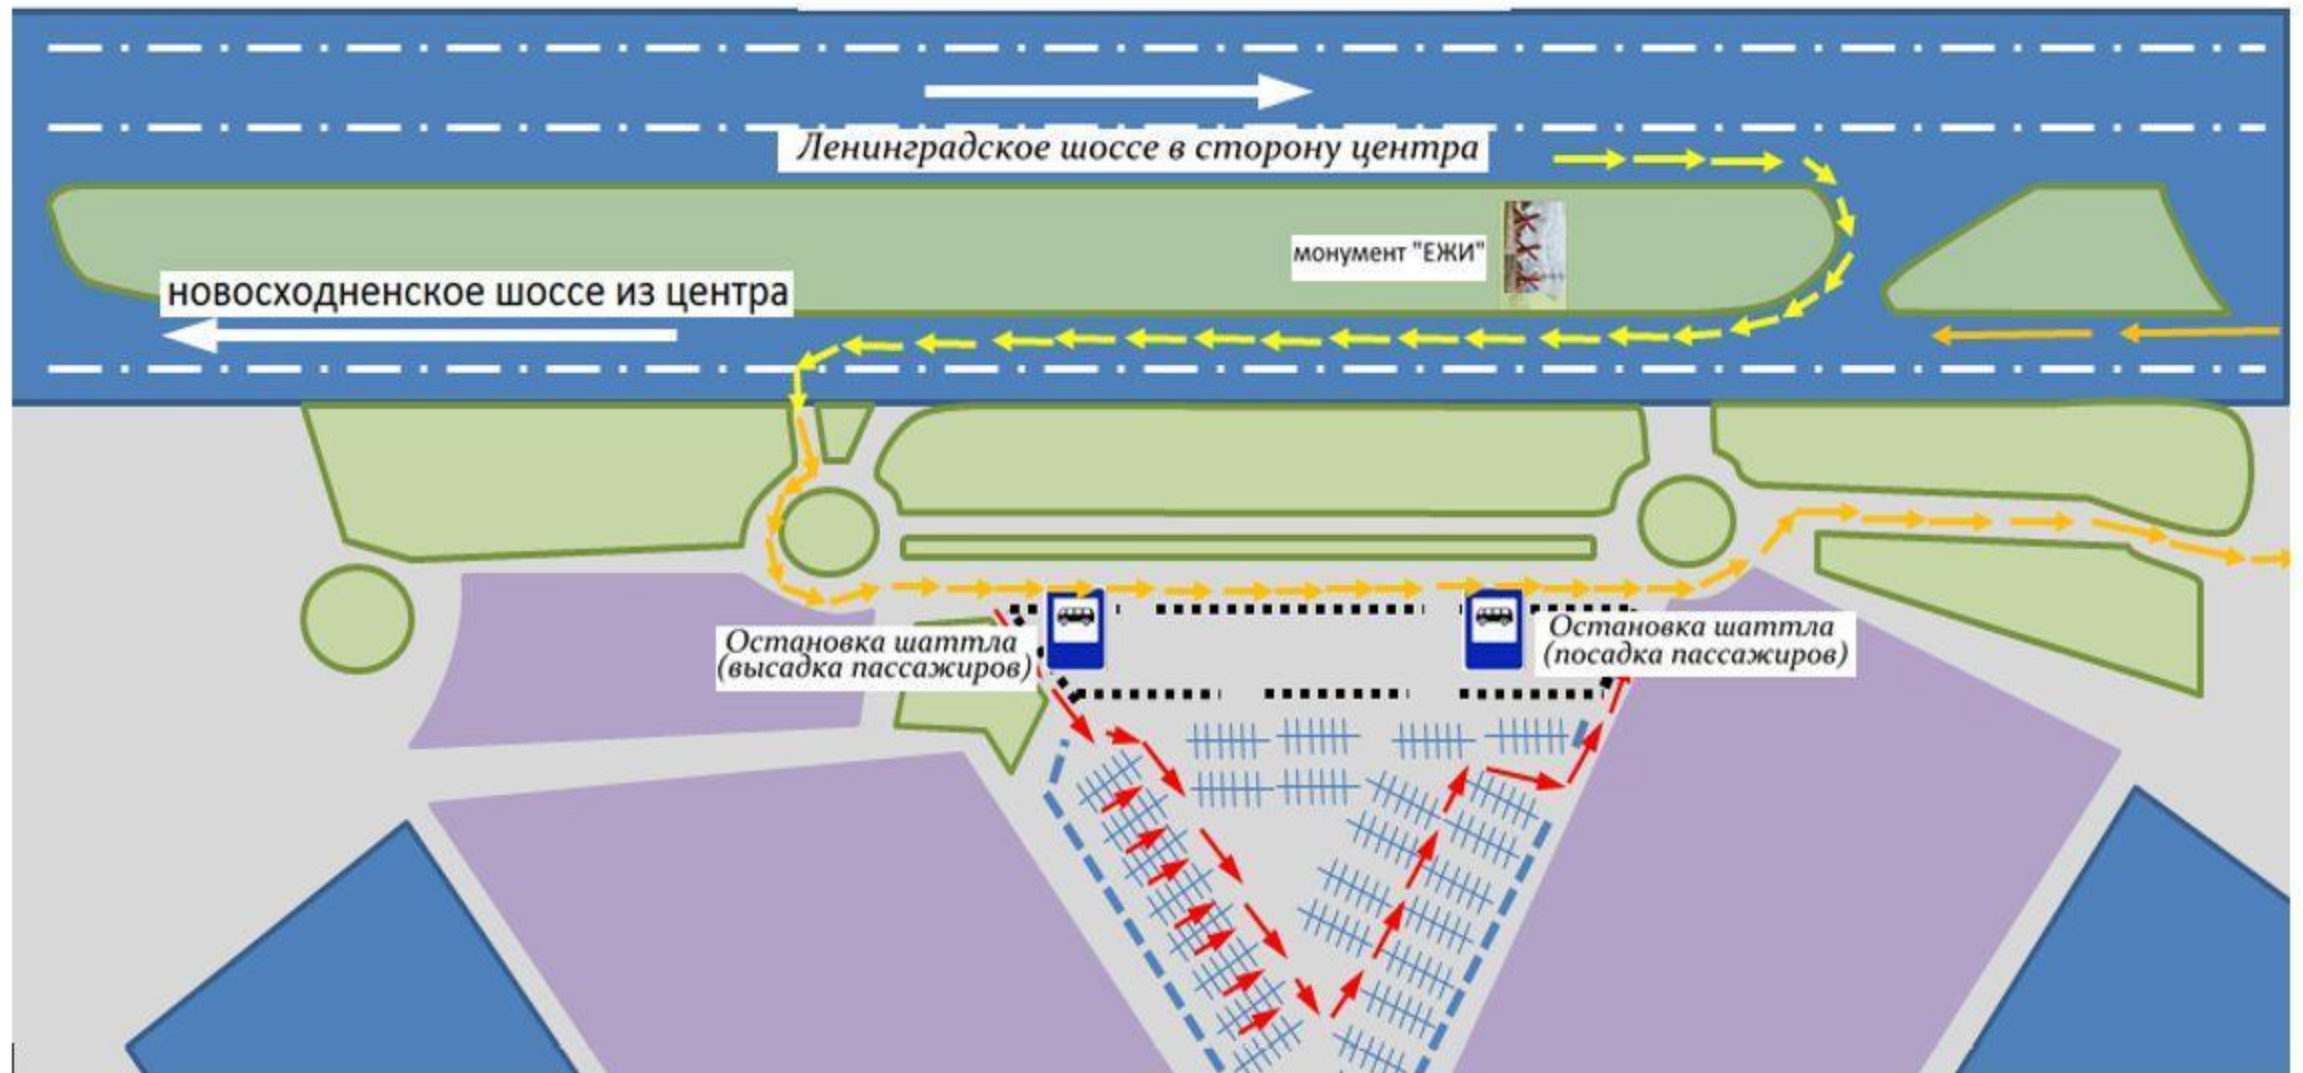 Ленинградское шоссе в сторону центра
монумент "ЕЖИ"
новосходненское шоссе из центра
Остановка шаттла
(высадка пассажиров)
Остановка шаттла
(посадка пассажиров)